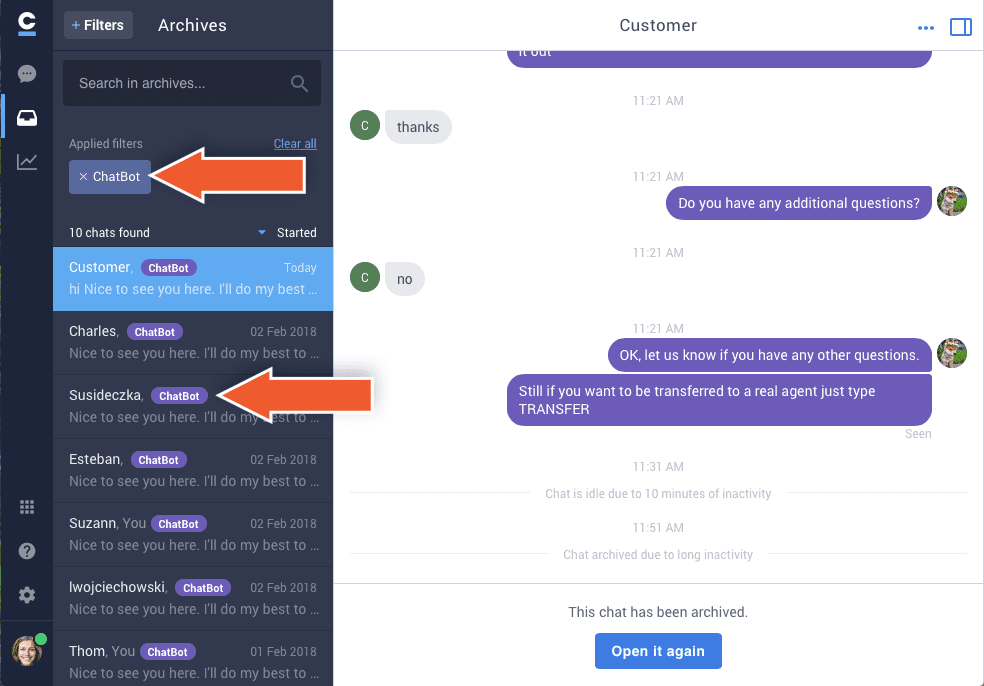 + Filters
Archives
Search in archives...
Applied filters
Clear all
× ChatBot
10 chats found
Started
Customer, ChatBot Today
hi Nice to see you here. I'll do my best ...
Charles, ChatBot 02 Feb 2018
Nice to see you here. I'll do my best to ...
Susideczka, ChatBot
Nice to see you here. I'll do my best to ...
Esteban, ChatBot 02 Feb 2018
Nice to see you here. I'll do my best to ...
Suzann, You ChatBot 02 Feb 2018
Nice to see you here. I'll do my best to ...
lwojciechowski, ChatBot 02 Feb 2018
Nice to see you here. I'll do my best to ...
Thom, You ChatBot 01 Feb 2018
Nice to see you here. I'll do my best to ...
Customer
it out
11:21 AM
C
thanks
11:21 AM
Do you have any additional questions?
11:21 AM
C
no
11:21 AM
OK, let us know if you have any other questions.
Still if you want to be transferred to a real agent just type
TRANSFER
Seen
11:31 AM
Chat is idle due to 10 minutes of inactivity
11:51 AM
Chat archived due to long inactivity
This chat has been archived.
Open it again